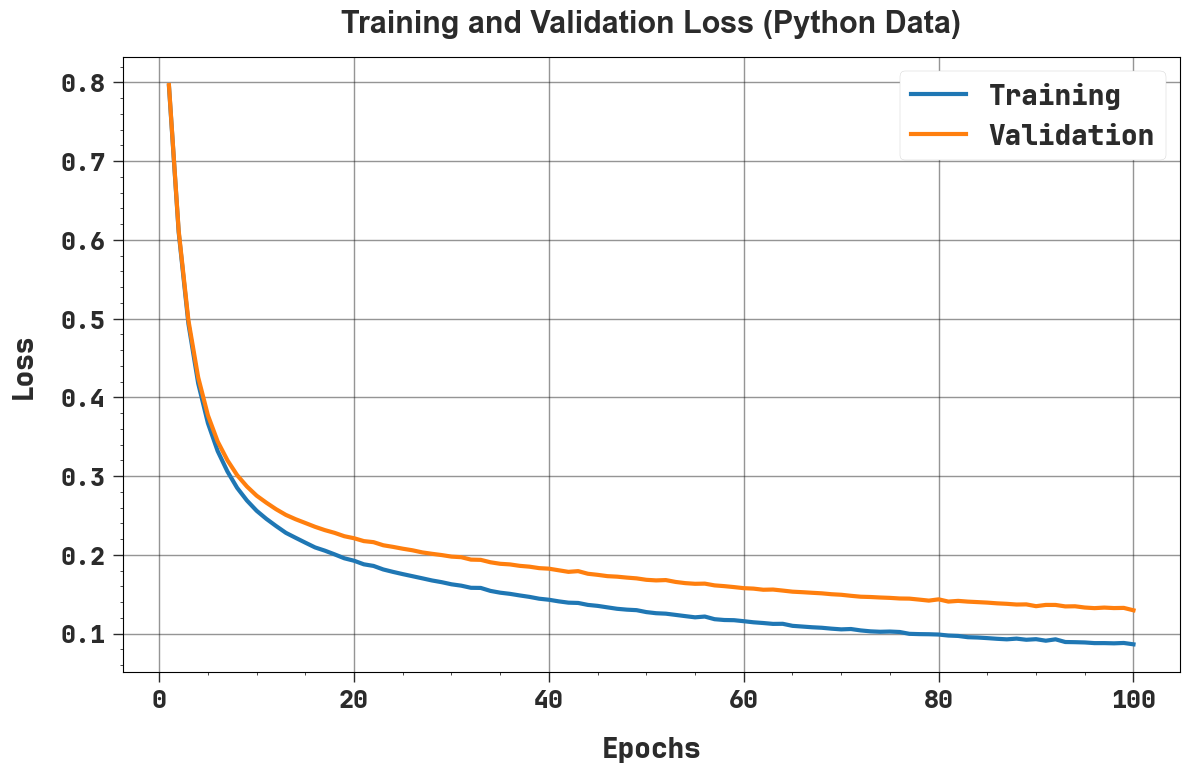 Training and Validation Loss (Python Data)
0.8
0.7
0.6
0.5
0.4
0.3
0.2
0.1
Loss
Training
Validation
0 20 40 60 80 100
Epochs